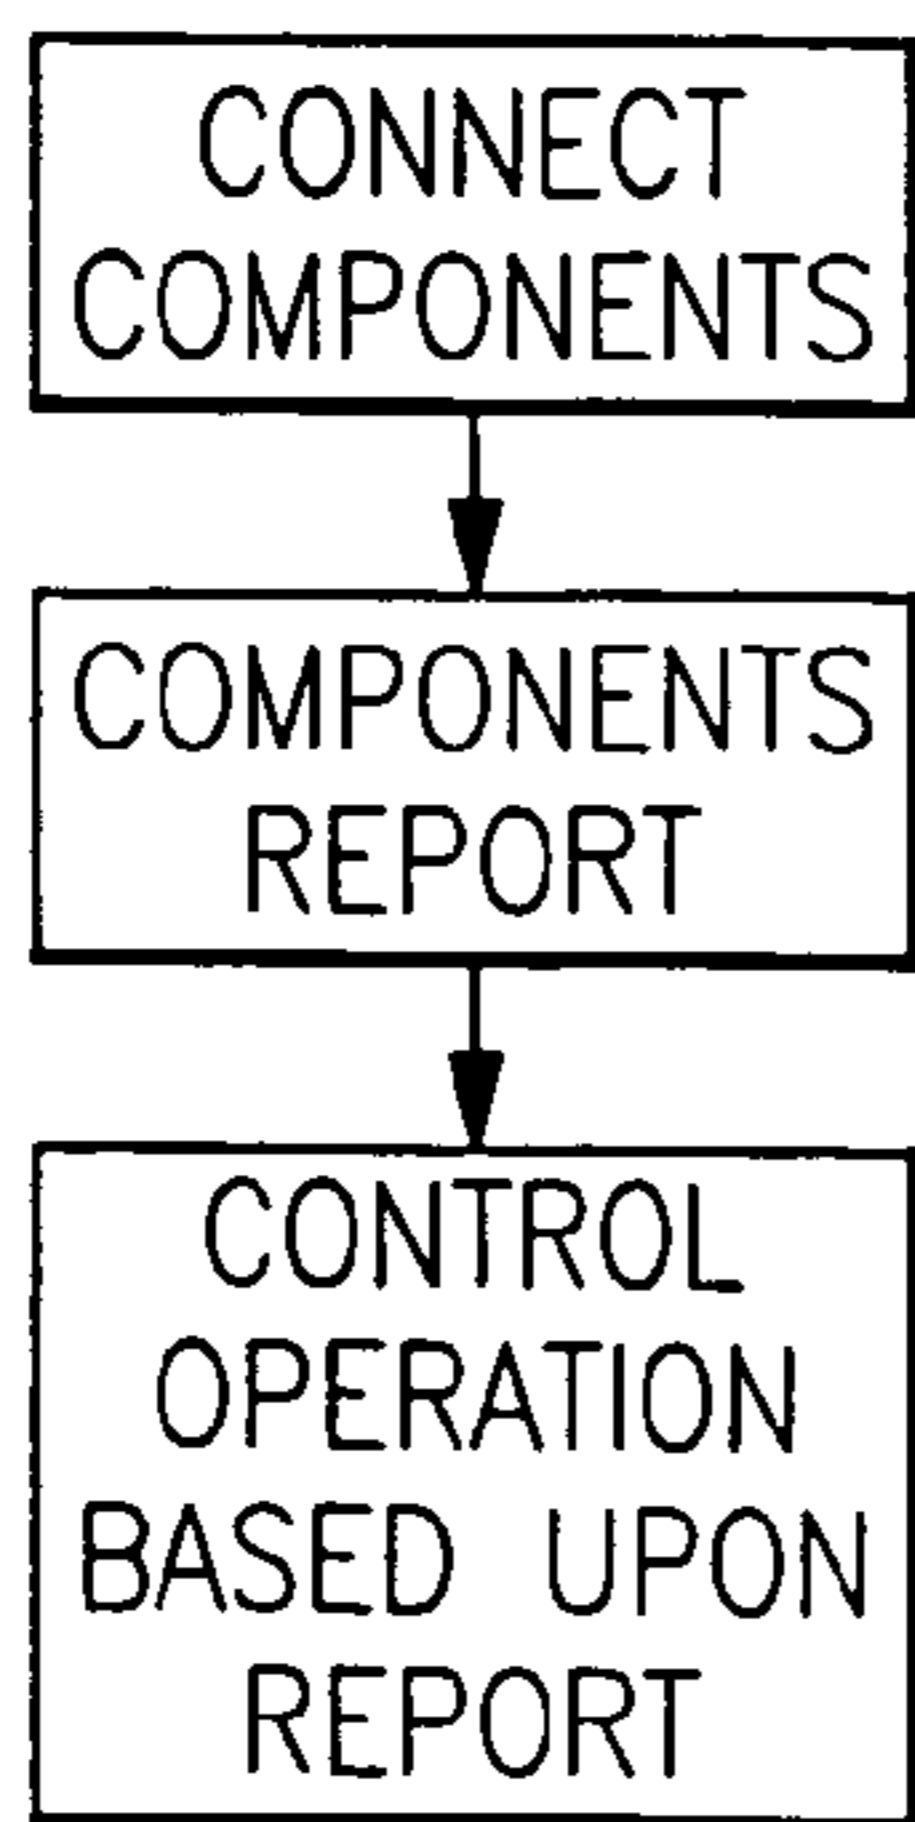 CONNECT
COMPONENTS
COMPONENTS
REPORT
CONTROL
OPERATION
BASED UPON
REPORT